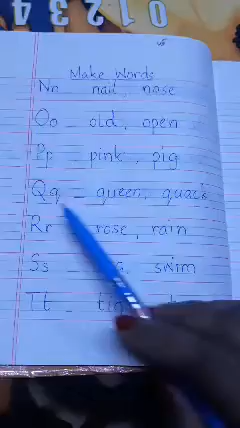 0 1 2 3
Make Words
Nn nail, nose
Oo old, open
Pp pink, pig
Qq - queen, quack
Rr rose, rain
Ss swim
Tt